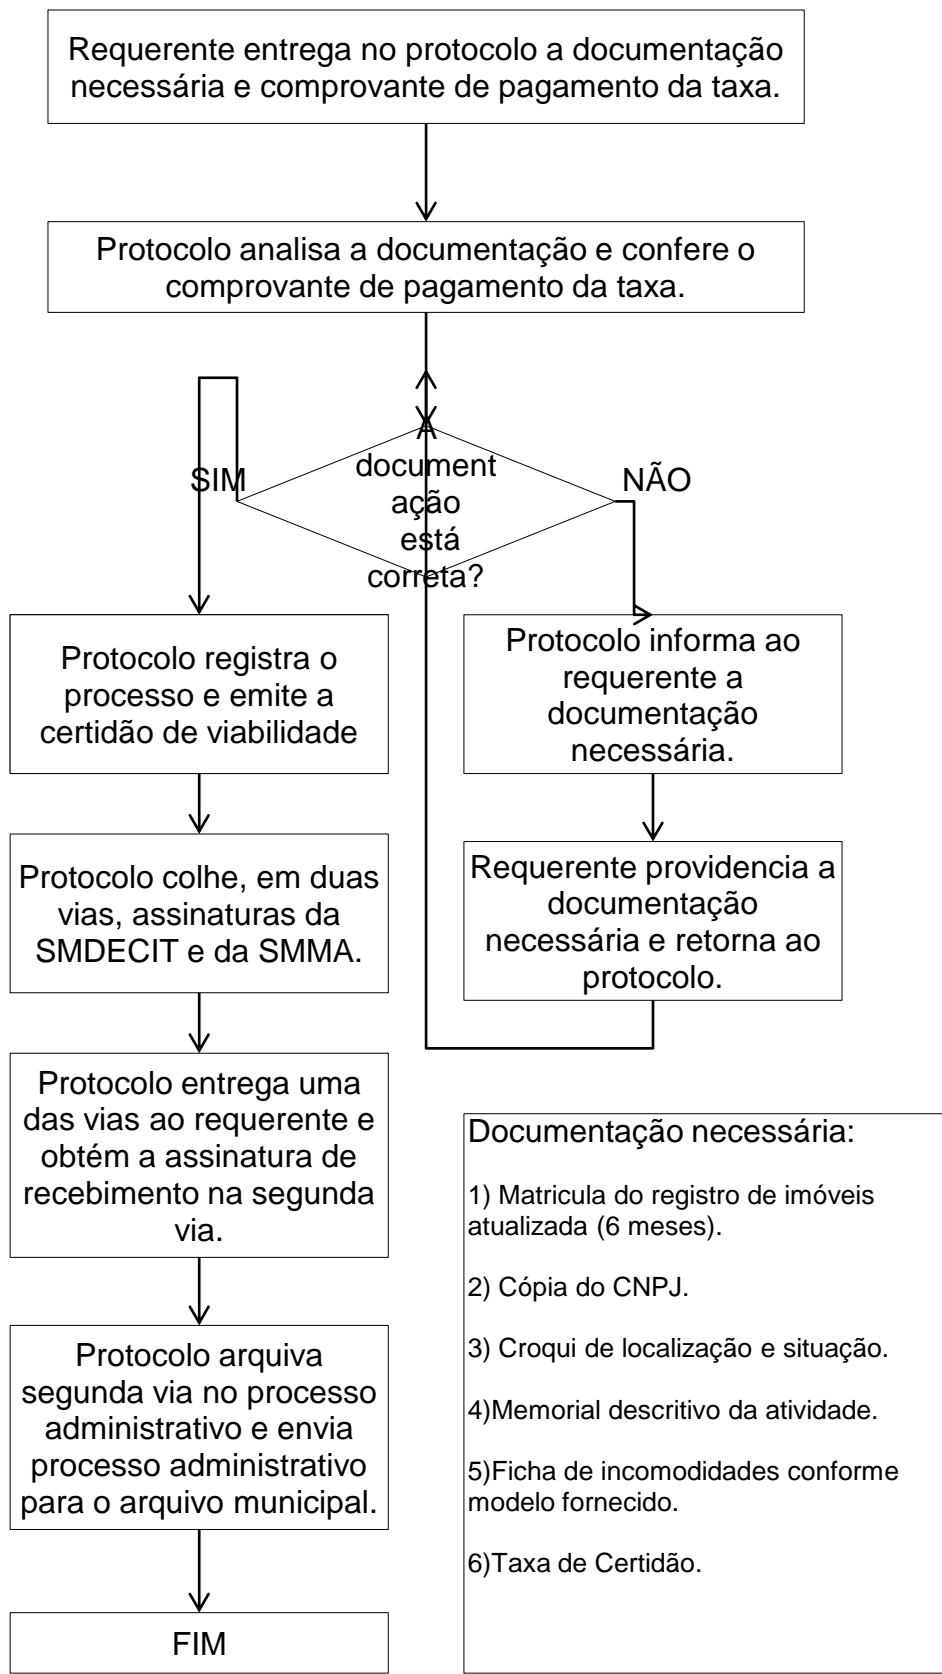 Requerente entrega no protocolo a documentação
necessária e comprovante de pagamento da taxa.
Protocolo analisa a documentação e confere o
comprovante de pagamento da taxa.
A
document
ação
está
correta?
SIM
NÃO
Protocolo registra o
processo e emite a
certidão de viabilidade
Protocolo informa ao
requerente a
documentação
necessária.
Protocolo colhe, em duas
vias, assinaturas da
SMDECIT e da SMMA.
Requerente providencia a
documentação
necessária e retorna ao
protocolo.
Protocolo entrega uma
das vias ao requerente e
obtém a assinatura de
recebimento na segunda
via.
Protocolo arquiva
segunda via no processo
administrativo e envia
processo administrativo
para o arquivo municipal.
FIM
Documentação necessária:
1) Matricula do registro de imóveis
atualizada (6 meses).
2) Cópia do CNPJ.
3) Croqui de localização e situação.
4)Memorial descritivo da atividade.
5)Ficha de incomodidades conforme
modelo fornecido.
6)Taxa de Certidão.